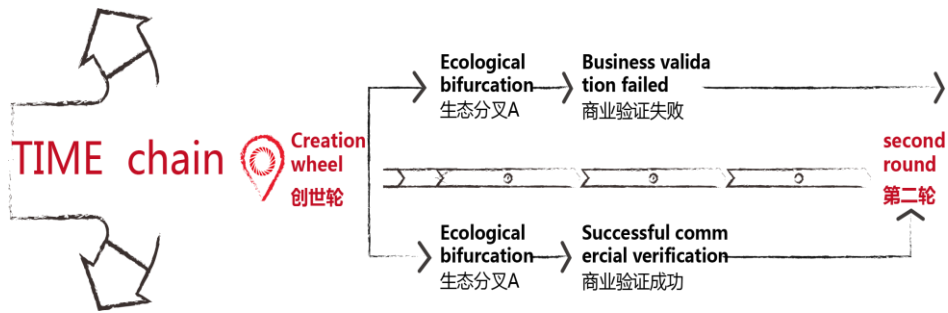 TIME chain
Creation
wheel
创世轮
Ecological
bifurcation
生态分叉A
Business valida
tion failed
商业验证失败
Ecological
bifurcation
生态分叉A
Successful comm
ercial verification
商业验证成功
second
round
第二轮